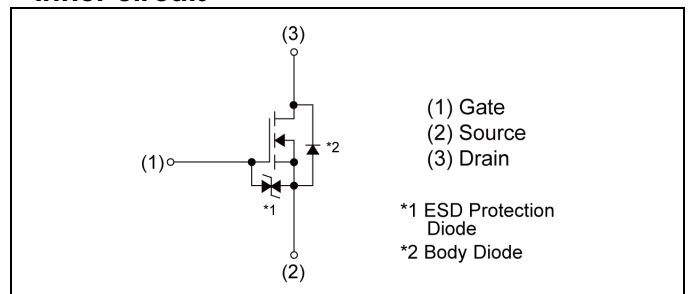 Inner circuit
(3)
(1)
*2
*1
(2)
(1) Gate
(2) Source
(3) Drain
*1 ESD Protection
Diode
*2 Body Diode